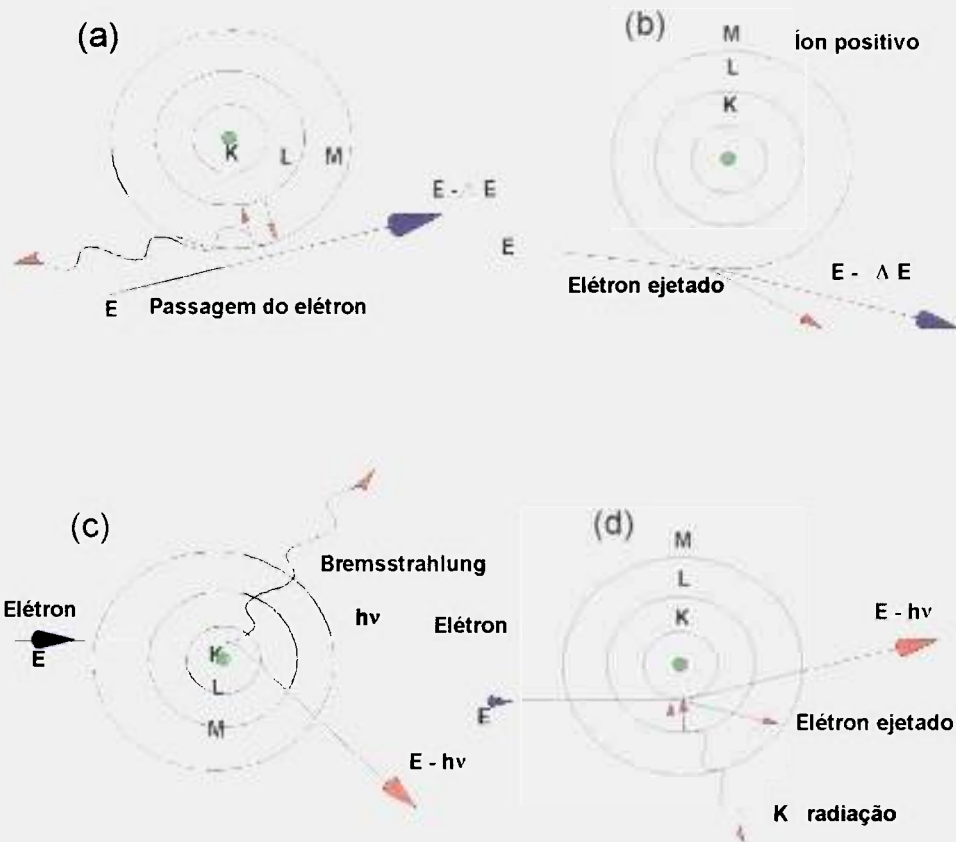 (a)
K
L
M
E - Δ E
E
Passagem do elétron
(b)
M
Íon positivo
L
K
E
Elétron ejetado
E - Δ E
(c)
Bremsstrahlung
hν
Elétron
E
K
L
M
E - hν
(d)
M
L
K
Elétron
E - hν
E
Elétron ejetado
K radiação